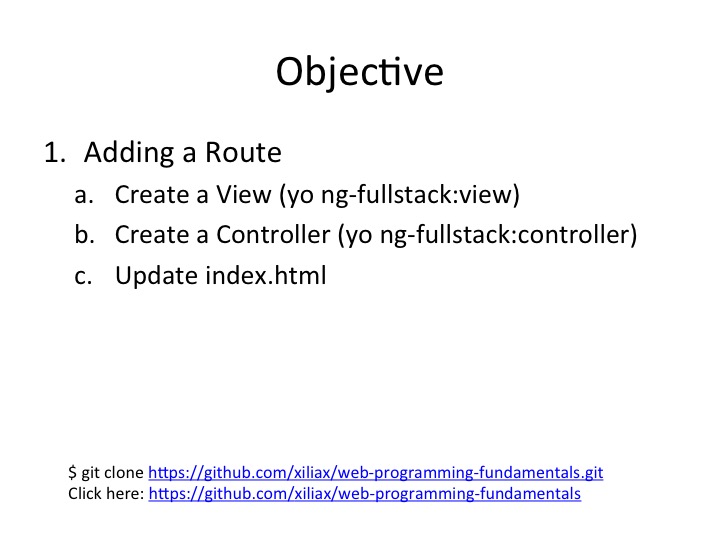 Objective
1. Adding a Route
a. Create a View (yo ng-fullstack:view)
b. Create a Controller (yo ng-fullstack:controller)
c. Update index.html
$ git clone https://github.com/xiliax/web-programming-fundamentals.git
Click here: https://github.com/xiliax/web-programming-fundamentals